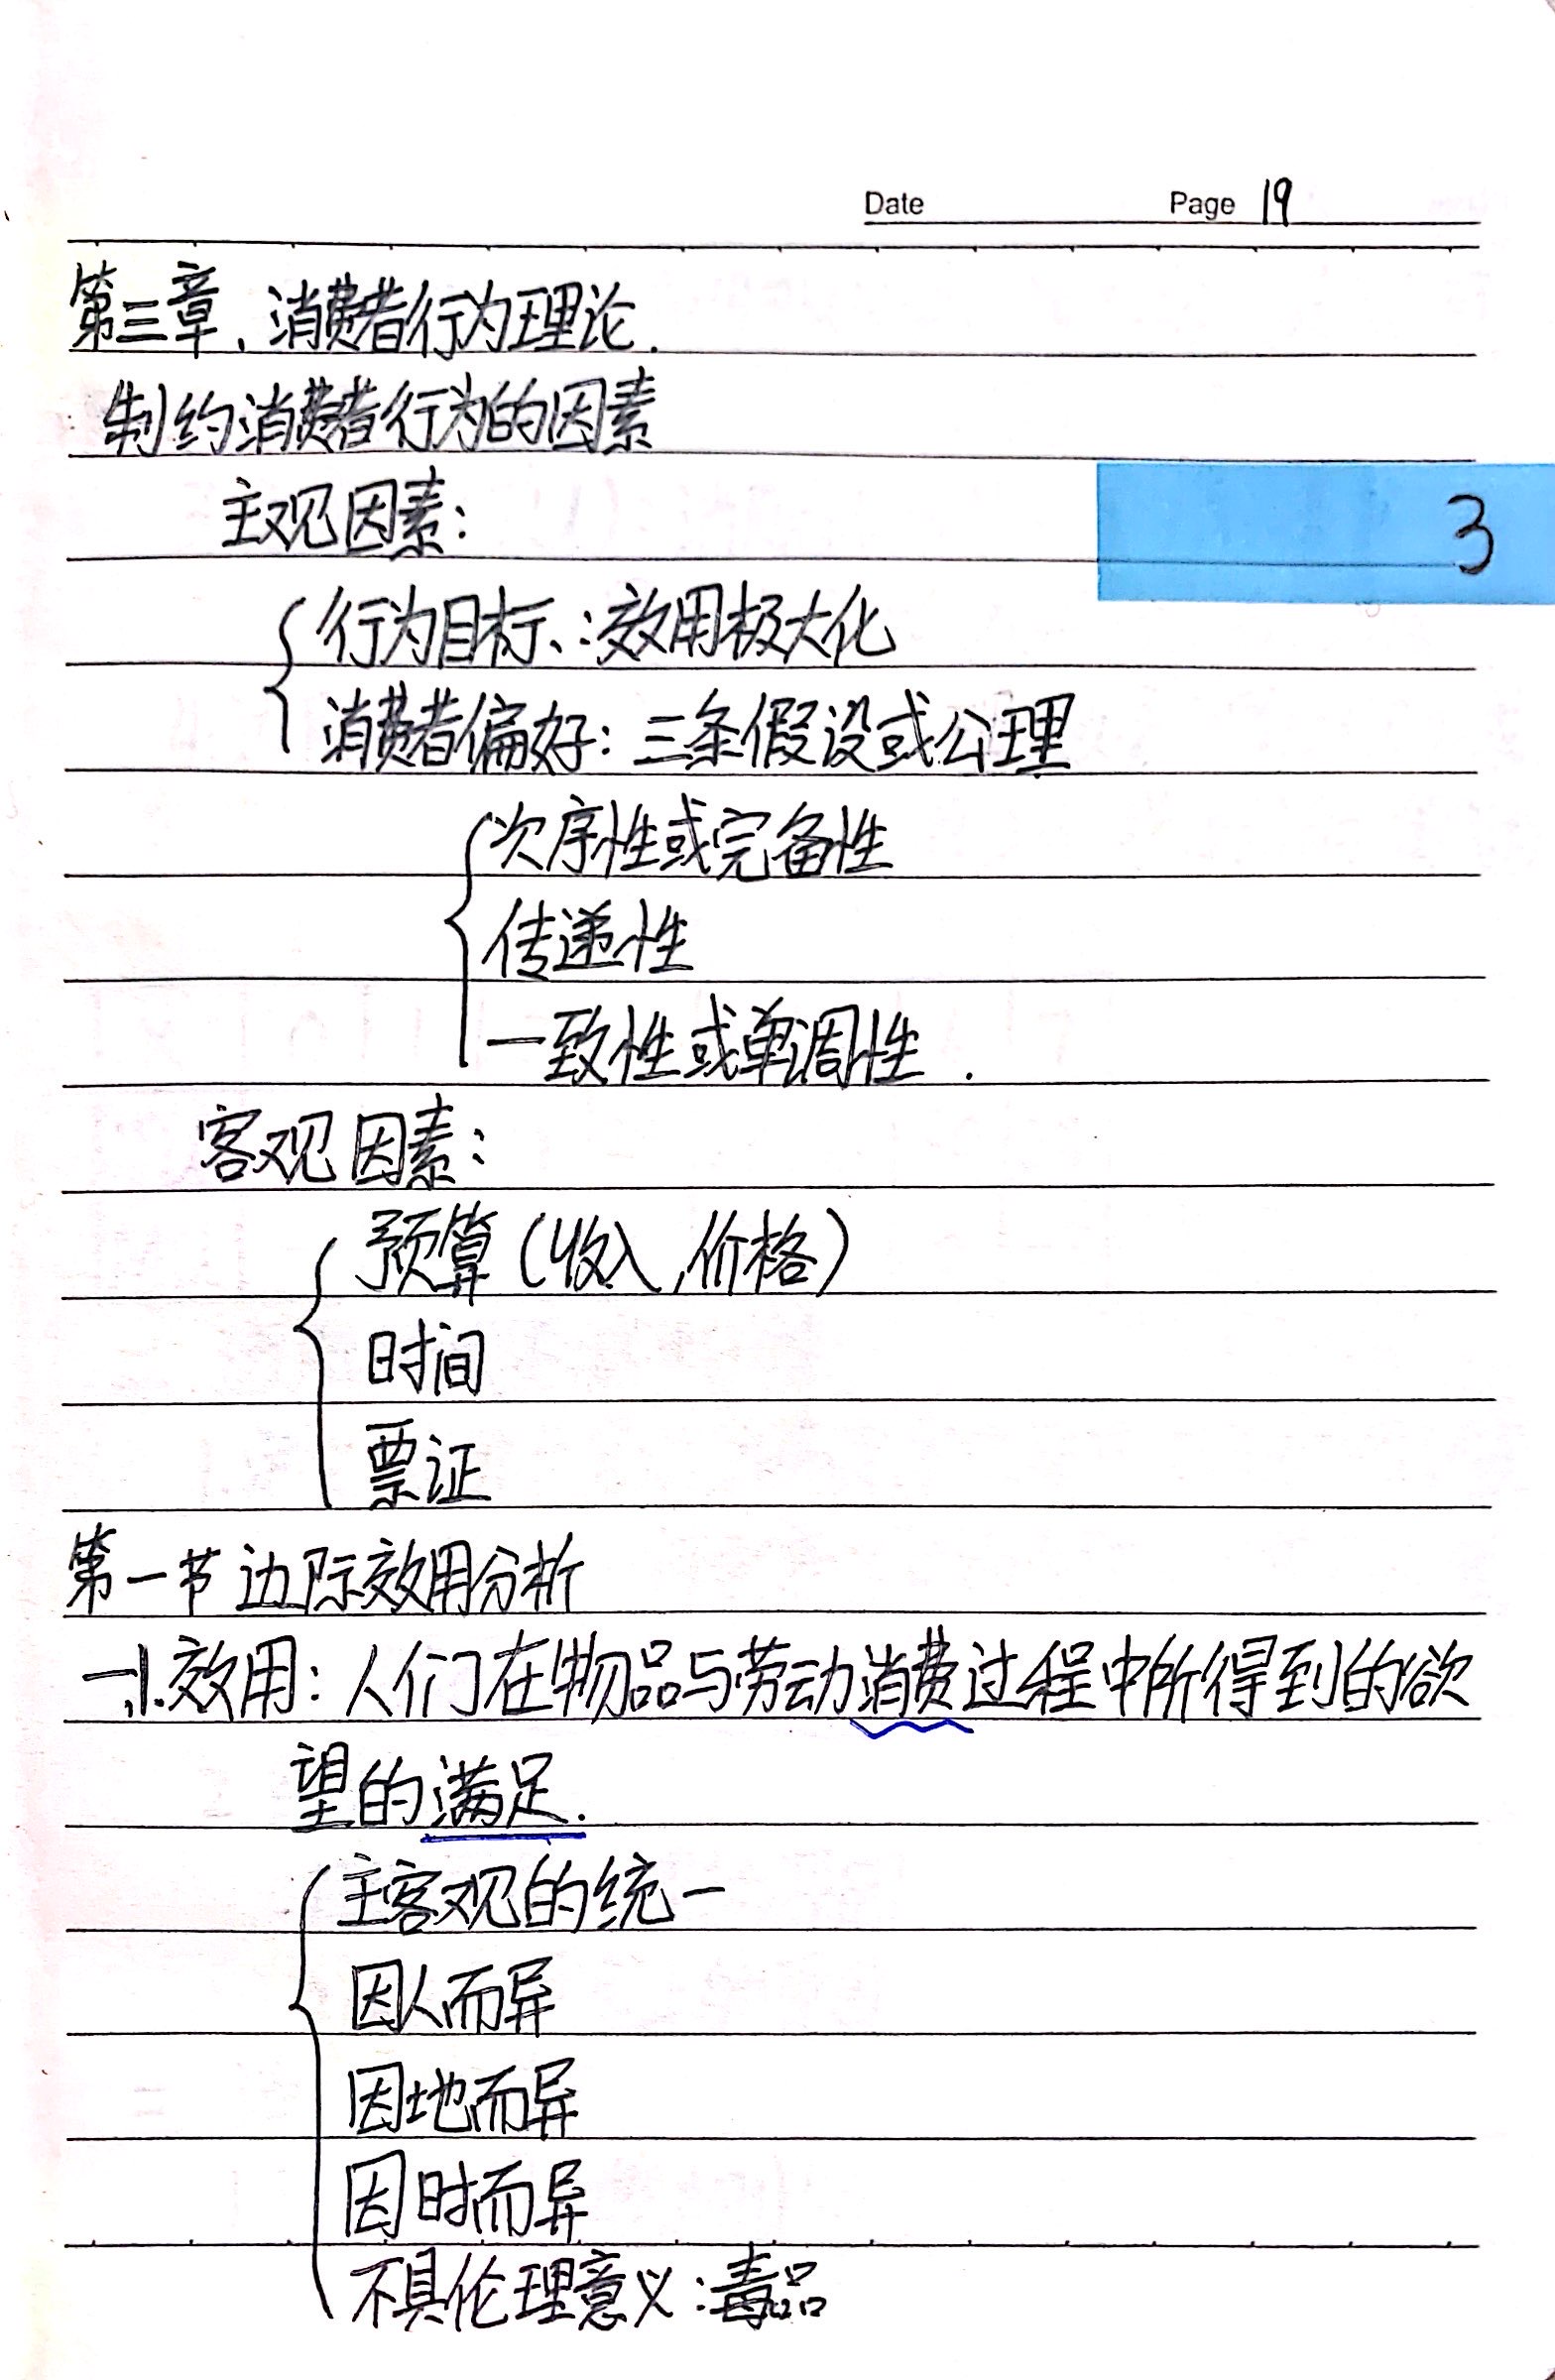 Date Page 19
第三章、消费者行为理论.
制约消费者行为的因素
主观因素:
3
行为目标、:效用极大化
消费者偏好: 三条假设或公理
次序性或完备性
传递性
一致性或单调性.
客观因素:
预算(收入,价格)
时间
票证
第一节 边际效用分析
一.1.效用: 人们在物品与劳动消费过程中所得到的欲
望的满足.
主客观的统一
因人而异
因地而异
因时而异
不具伦理意义:毒品